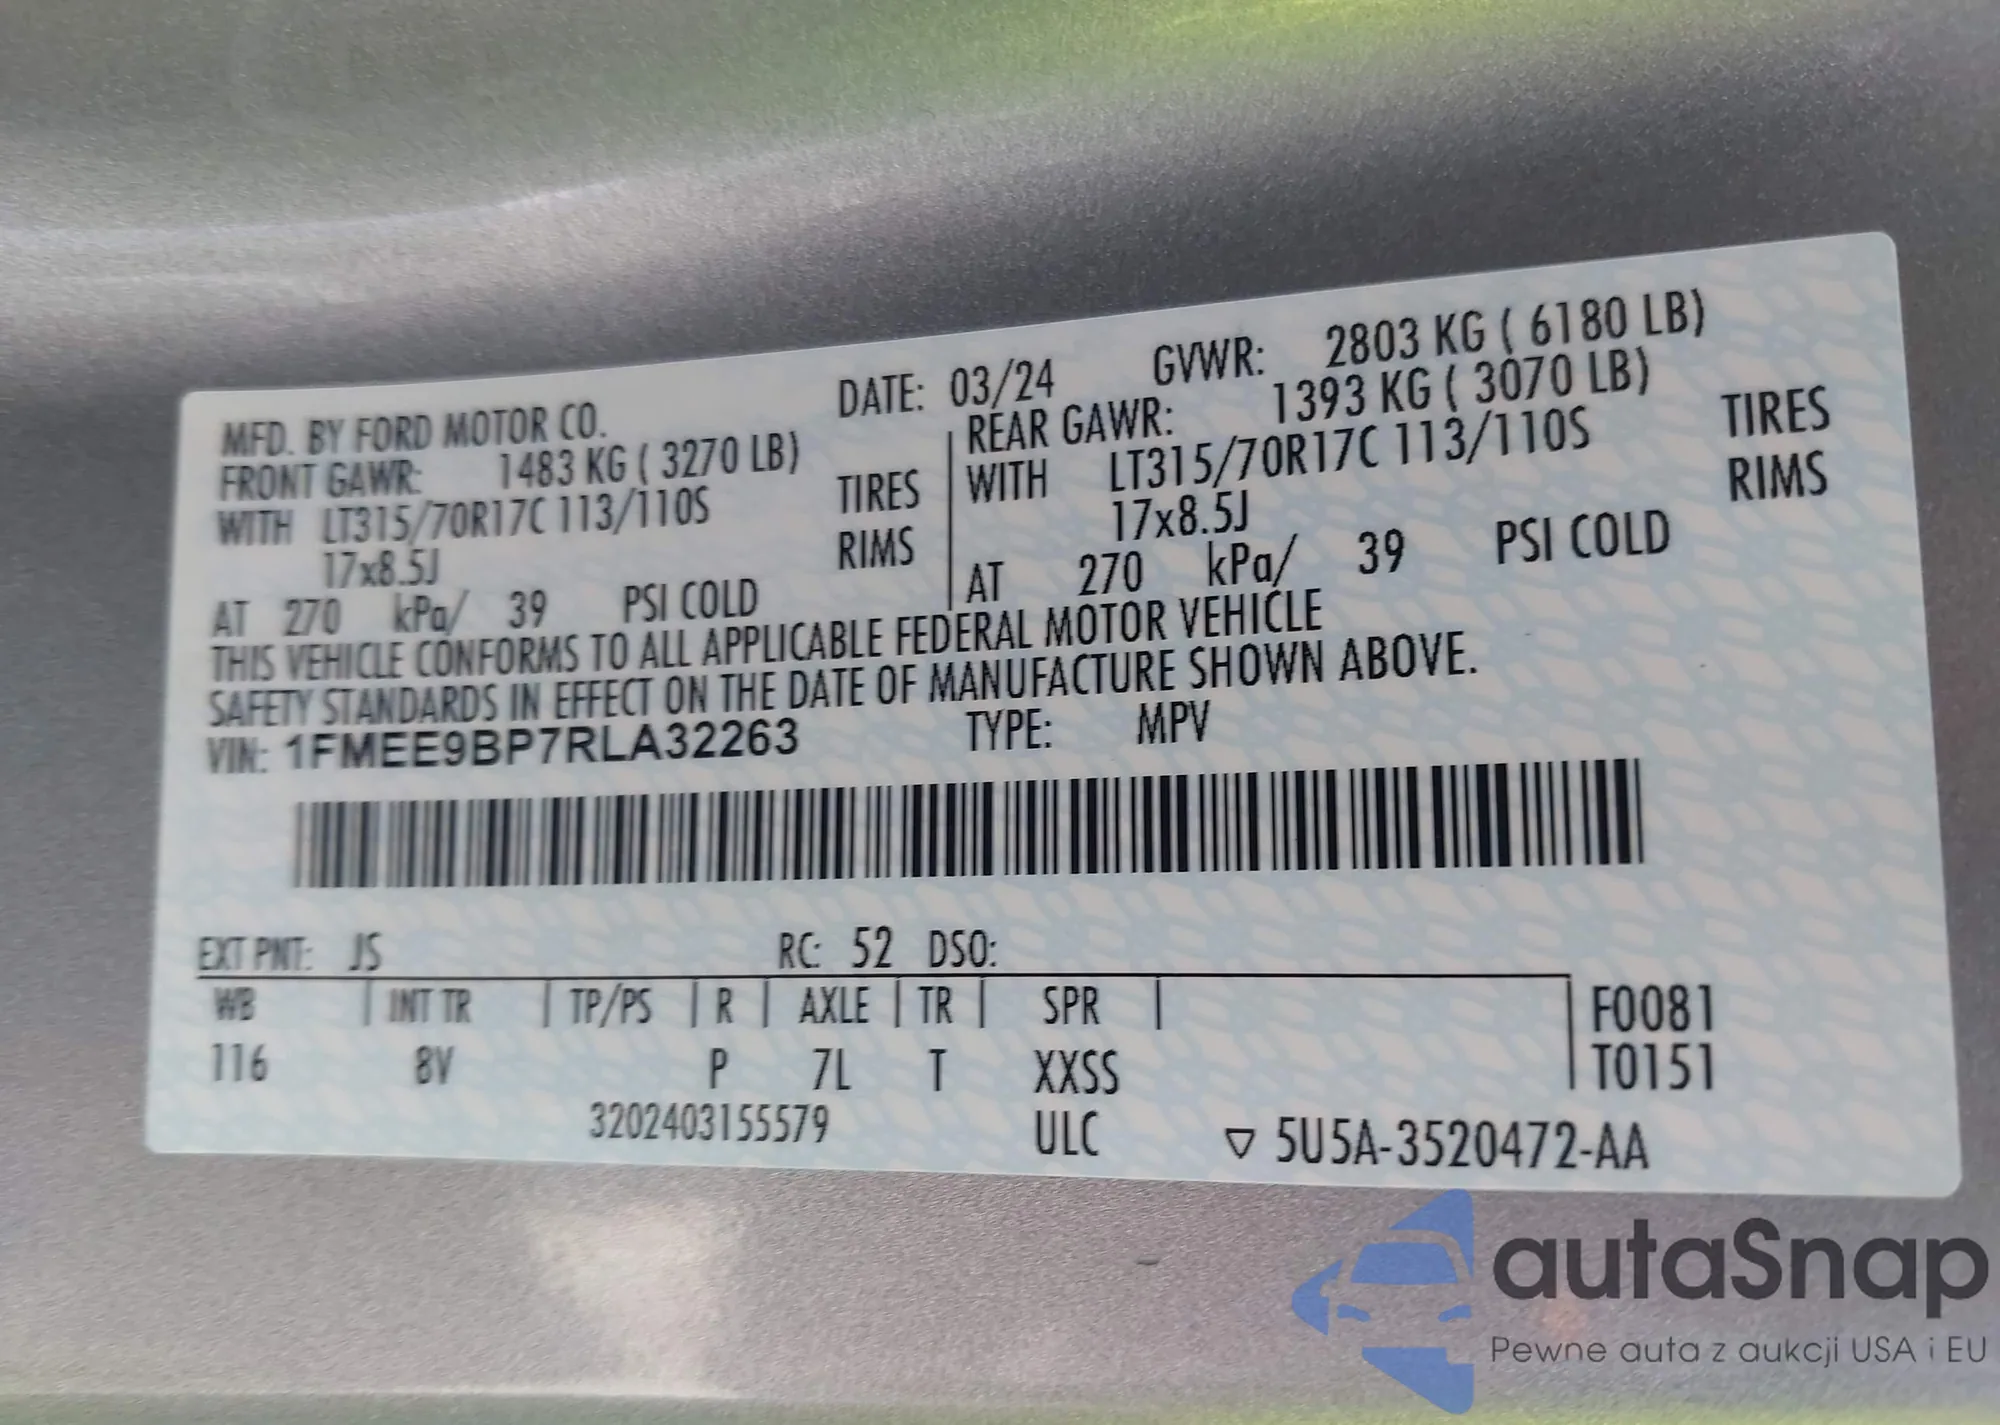 MFD. BY FORD MOTOR CO. DATE: 03/24 GVWR: 2803 KG ( 6180 LB)
FRONT GAWR: 1483 KG ( 3270 LB) REAR GAWR: 1393 KG ( 3070 LB)
WITH LT315/70R17C 113/110S TIRES WITH LT315/70R17C 113/110S TIRES
17x8.5J RIMS 17x8.5J RIMS
AT 270 kPa/ 39 PSI COLD AT 270 kPa/ 39 PSI COLD
THIS VEHICLE CONFORMS TO ALL APPLICABLE FEDERAL MOTOR VEHICLE
SAFETY STANDARDS IN EFFECT ON THE DATE OF MANUFACTURE SHOWN ABOVE.
VIN: 1FMEE9BP7RLA32263 TYPE: MPV
EXT PNT: JS RC: 52 DSO:
WB INT TR TP/PS R AXLE TR SPR F0081
116 8V P 7L T XXSS T0151
3202403155579 ULC ▽ 5U5A-3520472-AA
autaSnap
Pewne auta z aukcji USA i EU